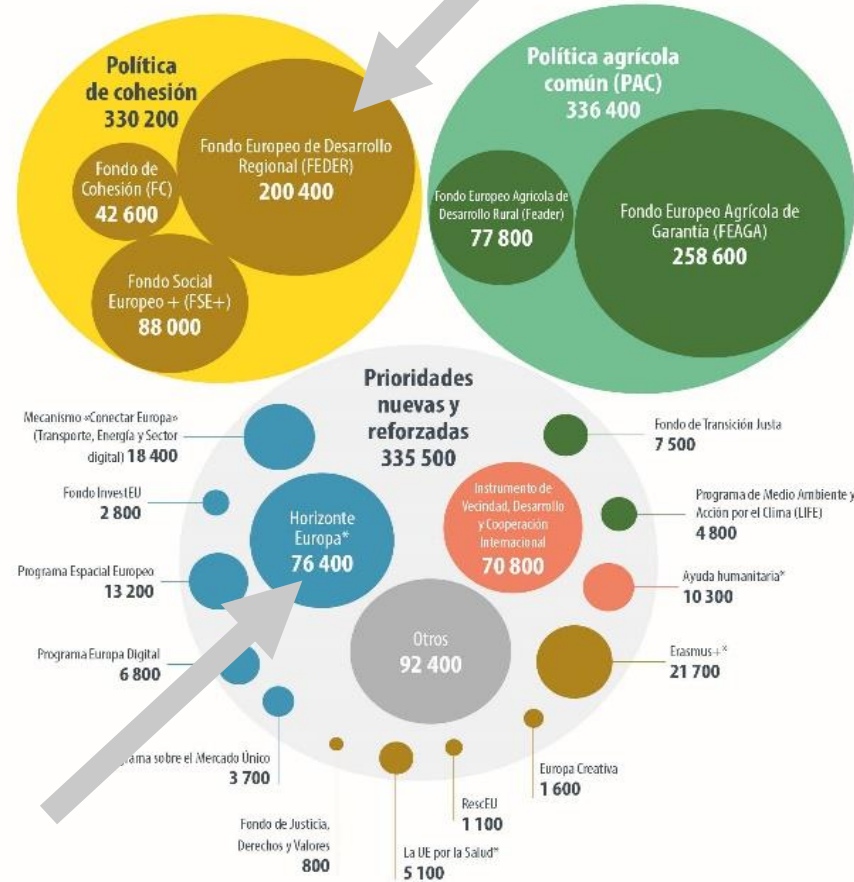 Política
de cohesión
330 200
Fondo Europeo de Desarrollo
Regional (FEDER)
200 400
Fondo de
Cohesión (FC)
42 600
Fondo Social
Europeo + (FSE+)
88 000
Política agrícola
común (PAC)
336 400
Fondo Europeo Agrícola de
Desarrollo Rural (Feader)
77 800
Fondo Europeo Agrícola de
Garantía (FEAGA)
258 600
Prioridades
nuevas y
reforzadas
335 500
Mecanismo «Conectar Europa»
(Transporte, Energía y Sector
digital) 18 400
Fondo InvestEU
2 800
Horizonte
Europa*
76 400
Programa Espacial Europeo
13 200
Programa Europa Digital
6 800
sobre el Mercado Único
3 700
Fondo de Justicia,
Derechos y Valores
800
La UE por la Salud*
5 100
RescEU
1 100
Europa Creativa
1 600
Otros
92 400
Instrumento de
Vecindad, Desarrollo
y Cooperación
Internacional
70 800
Fondo de Transición Justa
7 500
Programa de Medio Ambiente y
Acción por el Clima (LIFE)
4 800
Ayuda humanitaria*
10 300
Erasmus+*
21 700